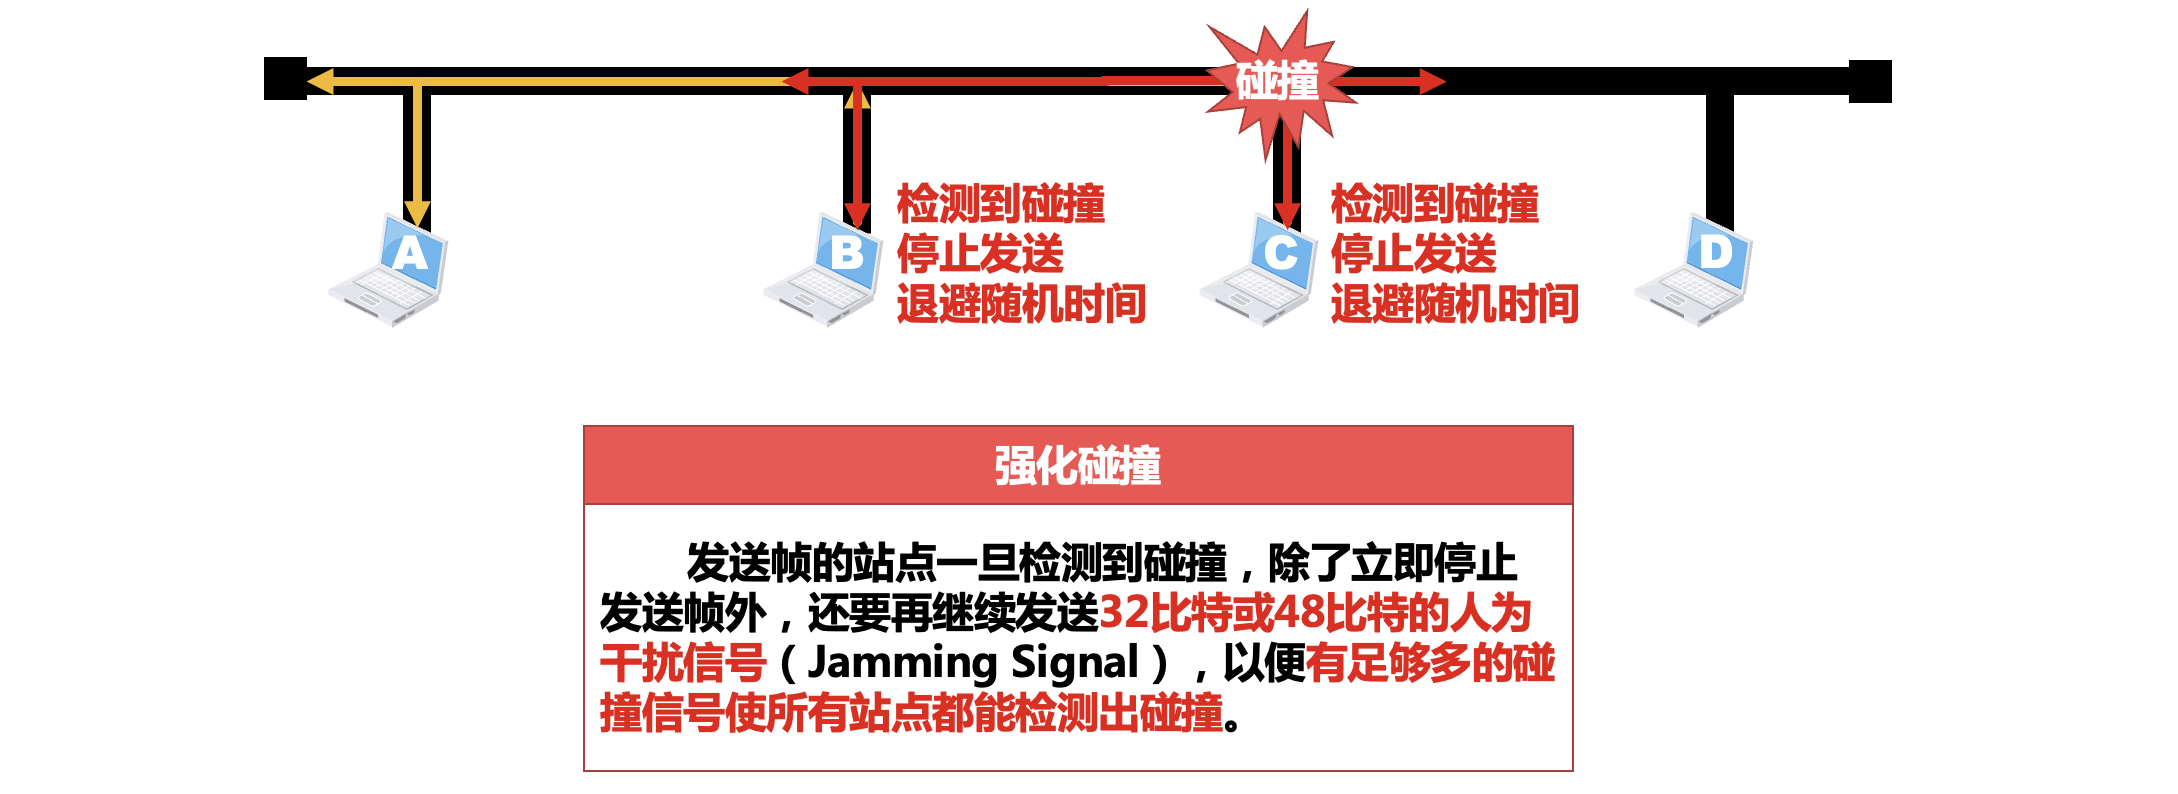 碰撞
A
B
检测到碰撞
停止发送
退避随机时间
C
检测到碰撞
停止发送
退避随机时间
D
强化碰撞
发送帧的站点一旦检测到碰撞，除了立即停止
发送帧外，还要再继续发送32比特或48比特的人为
干扰信号（Jamming Signal），以便有足够多的碰
撞信号使所有站点都能检测出碰撞。